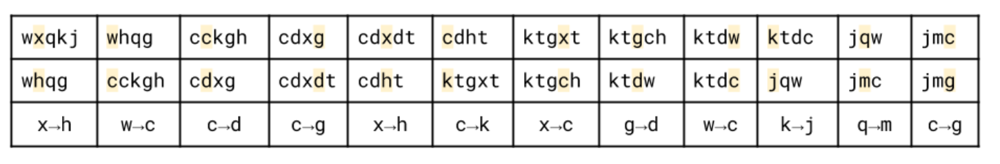 wxqkj whqg cckgh cdxg cdxdt cdht ktgxt ktgch ktdw ktdc jqw jmc
whqg cckgh cdxg cdxdt cdht ktgxt ktgch ktdw ktdc jqw jmc jmg
x→h w→c c→d c→g x→h c→k x→c g→d w→c k→j q→m c→g